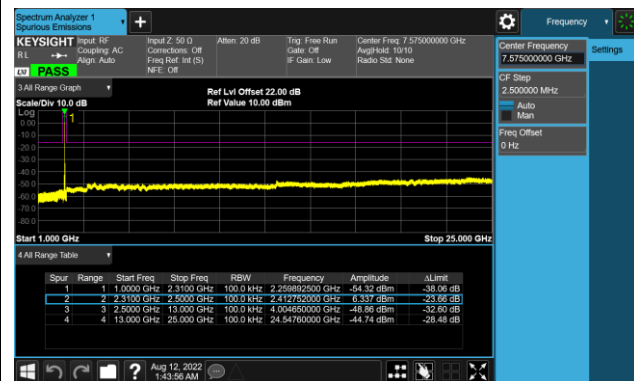 Spectrum Analyzer 1
Spurious Emissions
Frequency
KEYSIGHT Input: RF Input Z: 50 Ω Atten: 20 dB Trig: Free Run Center Freq: 7.575000000 GHz
RL Coupling: AC Corrections: Off Gate: Off Avg|Hold: 10/10
Align: Auto Freq Ref: Int (S) IF Gain: Low Radio Std: None
LXI PASS NFE: Off
Center Frequency
7.575000000 GHz
Settings
CF Step
2.500000 MHz
Auto
Man
Freq Offset
0 Hz
3 All Range Graph
Ref Lvl Offset 22.00 dB
Scale/Div 10.0 dB Ref Value 10.00 dBm
Log
1
0.00
-10.0
-20.0
-30.0
-40.0
-50.0
-60.0
-70.0
-80.0
Start 1.000 GHz Stop 25.000 GHz
4 All Range Table
Spur Range Start Freq Stop Freq RBW Frequency Amplitude ΔLimit
1 1 1.0000 GHz 2.3100 GHz 100.0 kHz 2.259892500 GHz -54.32 dBm -38.06 dB
2 2 2.3100 GHz 2.5000 GHz 100.0 kHz 2.412752000 GHz 6.337 dBm -23.66 dB
3 3 2.5000 GHz 13.000 GHz 100.0 kHz 4.004650000 GHz -48.86 dBm -32.60 dB
4 4 13.000 GHz 25.000 GHz 100.0 kHz 24.54760000 GHz -44.74 dBm -28.48 dB
? Aug 12, 2022
1:43:56 AM